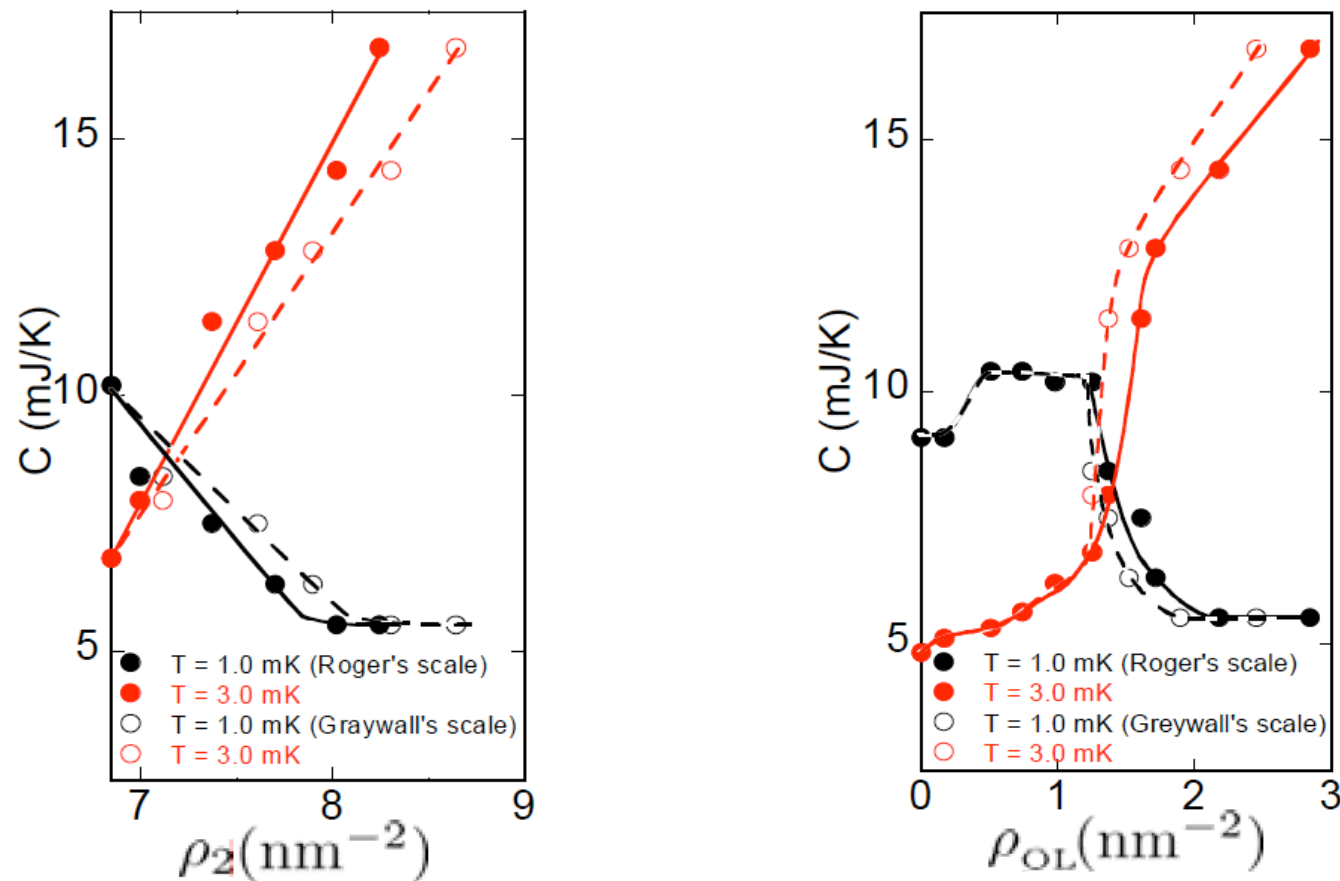 15
10
5
C (mJ/K)
T = 1.0 mK (Roger's scale)
T = 3.0 mK
T = 1.0 mK (Graywall's scale)
T = 3.0 mK
7 8 9
ρ₂(nm⁻²)
15
10
5
C (mJ/K)
T = 1.0 mK (Roger's scale)
T = 3.0 mK
T = 1.0 mK (Greywall's scale)
T = 3.0 mK
0 1 2 3
ρOL(nm⁻²)